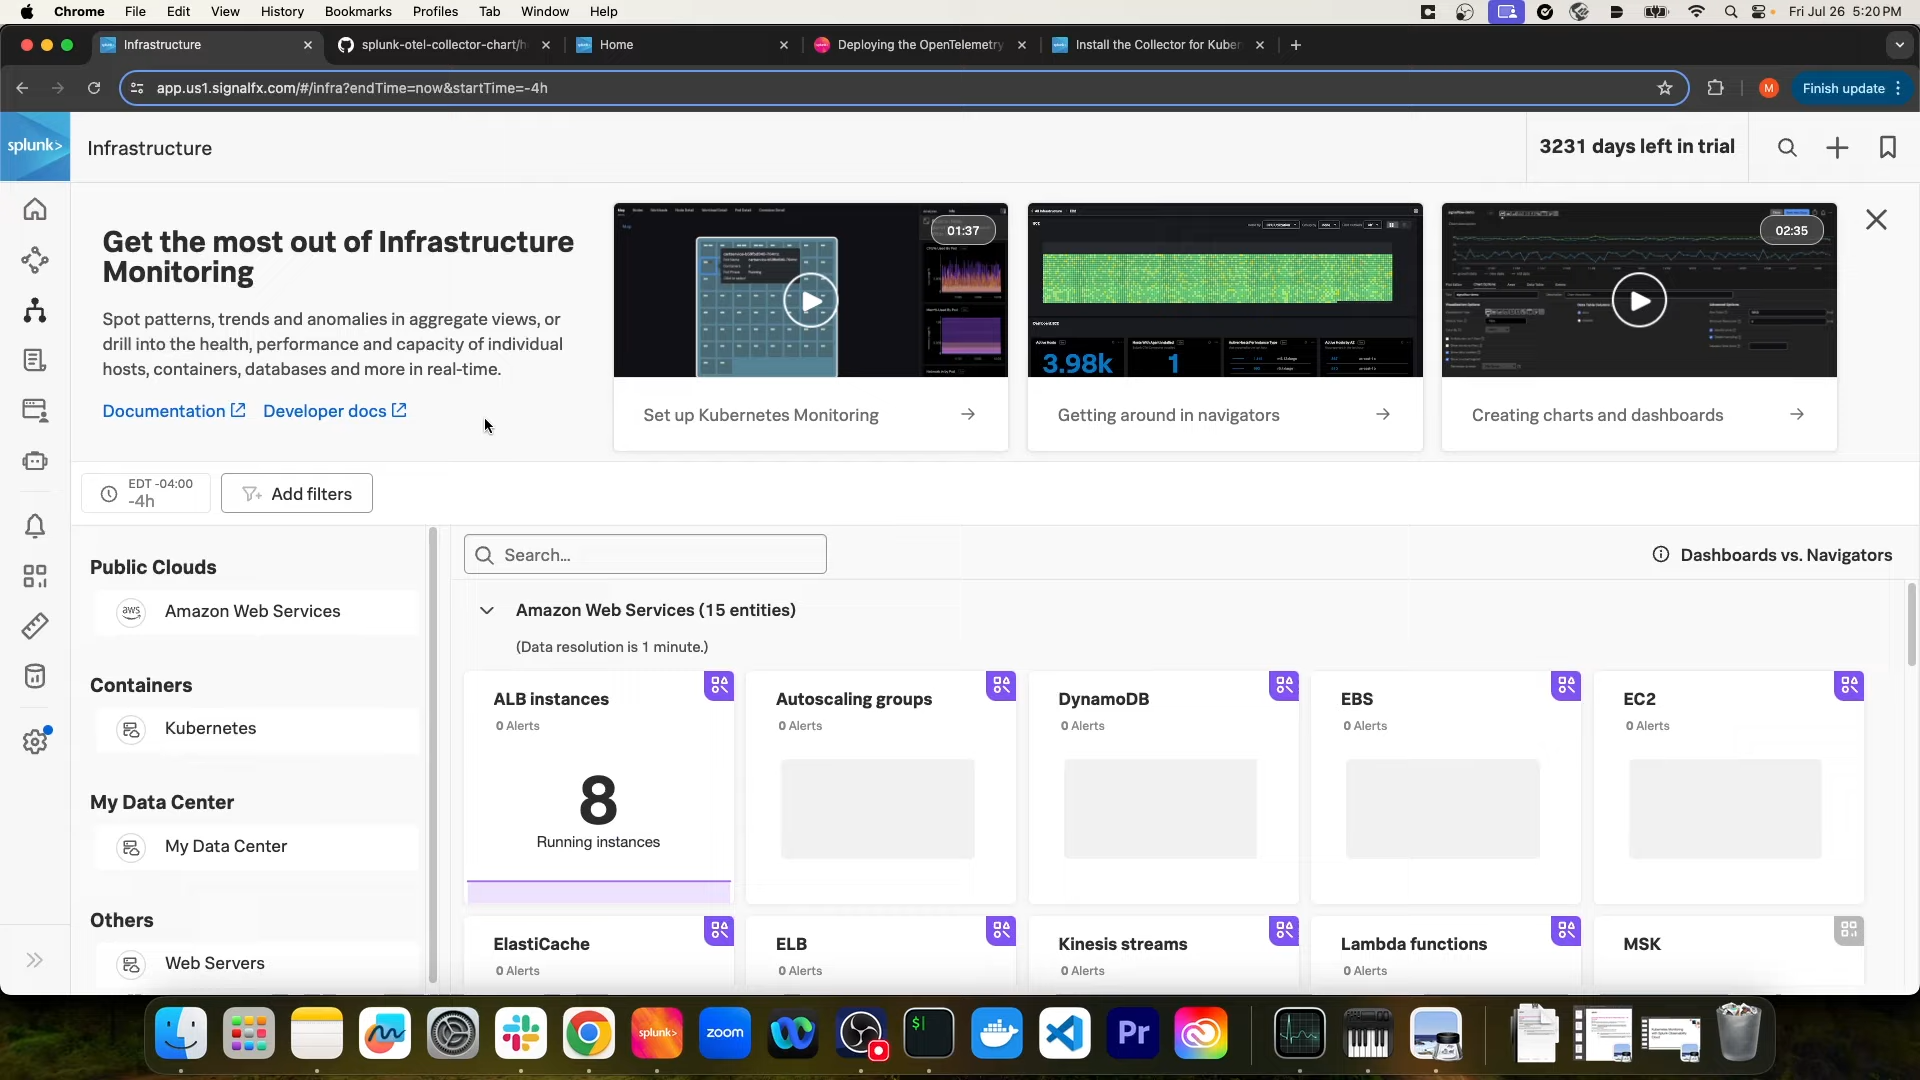 Chrome File Edit View History Bookmarks Profiles Tab Window Help
Fri Jul 26 5:20 PM
Infrastructure
splunk-otel-collector-chart/h
Home
Deploying the OpenTelemetry
Install the Collector for Kuber
app.us1.signalfx.com/#/infra?endTime=now&startTime=-4h
M
Finish update
splunk>
Infrastructure
3231 days left in trial
Get the most out of Infrastructure
Monitoring
Spot patterns, trends and anomalies in aggregate views, or
drill into the health, performance and capacity of individual
hosts, containers, databases and more in real-time.
Documentation
Developer docs
01:37
Set up Kubernetes Monitoring
3.98k
1
Getting around in navigators
02:35
Creating charts and dashboards
EDT -04:00
-4h
Add filters
Public Clouds
aws
Amazon Web Services
Containers
Kubernetes
My Data Center
My Data Center
Others
Web Servers
Search...
Dashboards vs. Navigators
Amazon Web Services (15 entities)
(Data resolution is 1 minute.)
ALB instances
0 Alerts
8
Running instances
Autoscaling groups
0 Alerts
DynamoDB
0 Alerts
EBS
0 Alerts
EC2
0 Alerts
ElastiCache
0 Alerts
ELB
0 Alerts
Kinesis streams
0 Alerts
Lambda functions
0 Alerts
MSK
splunk>
zoom
$
Pr